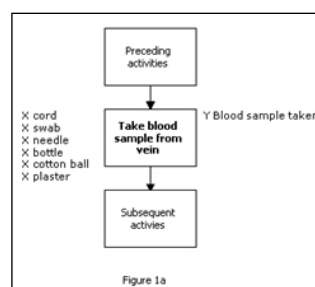 Preceding
activities
X cord
X swab
X needle
X bottle
X cotton ball
X plaster
Take blood
sample from
vein
Y Blood sample taken
Subsequent
activies
Figure 1a